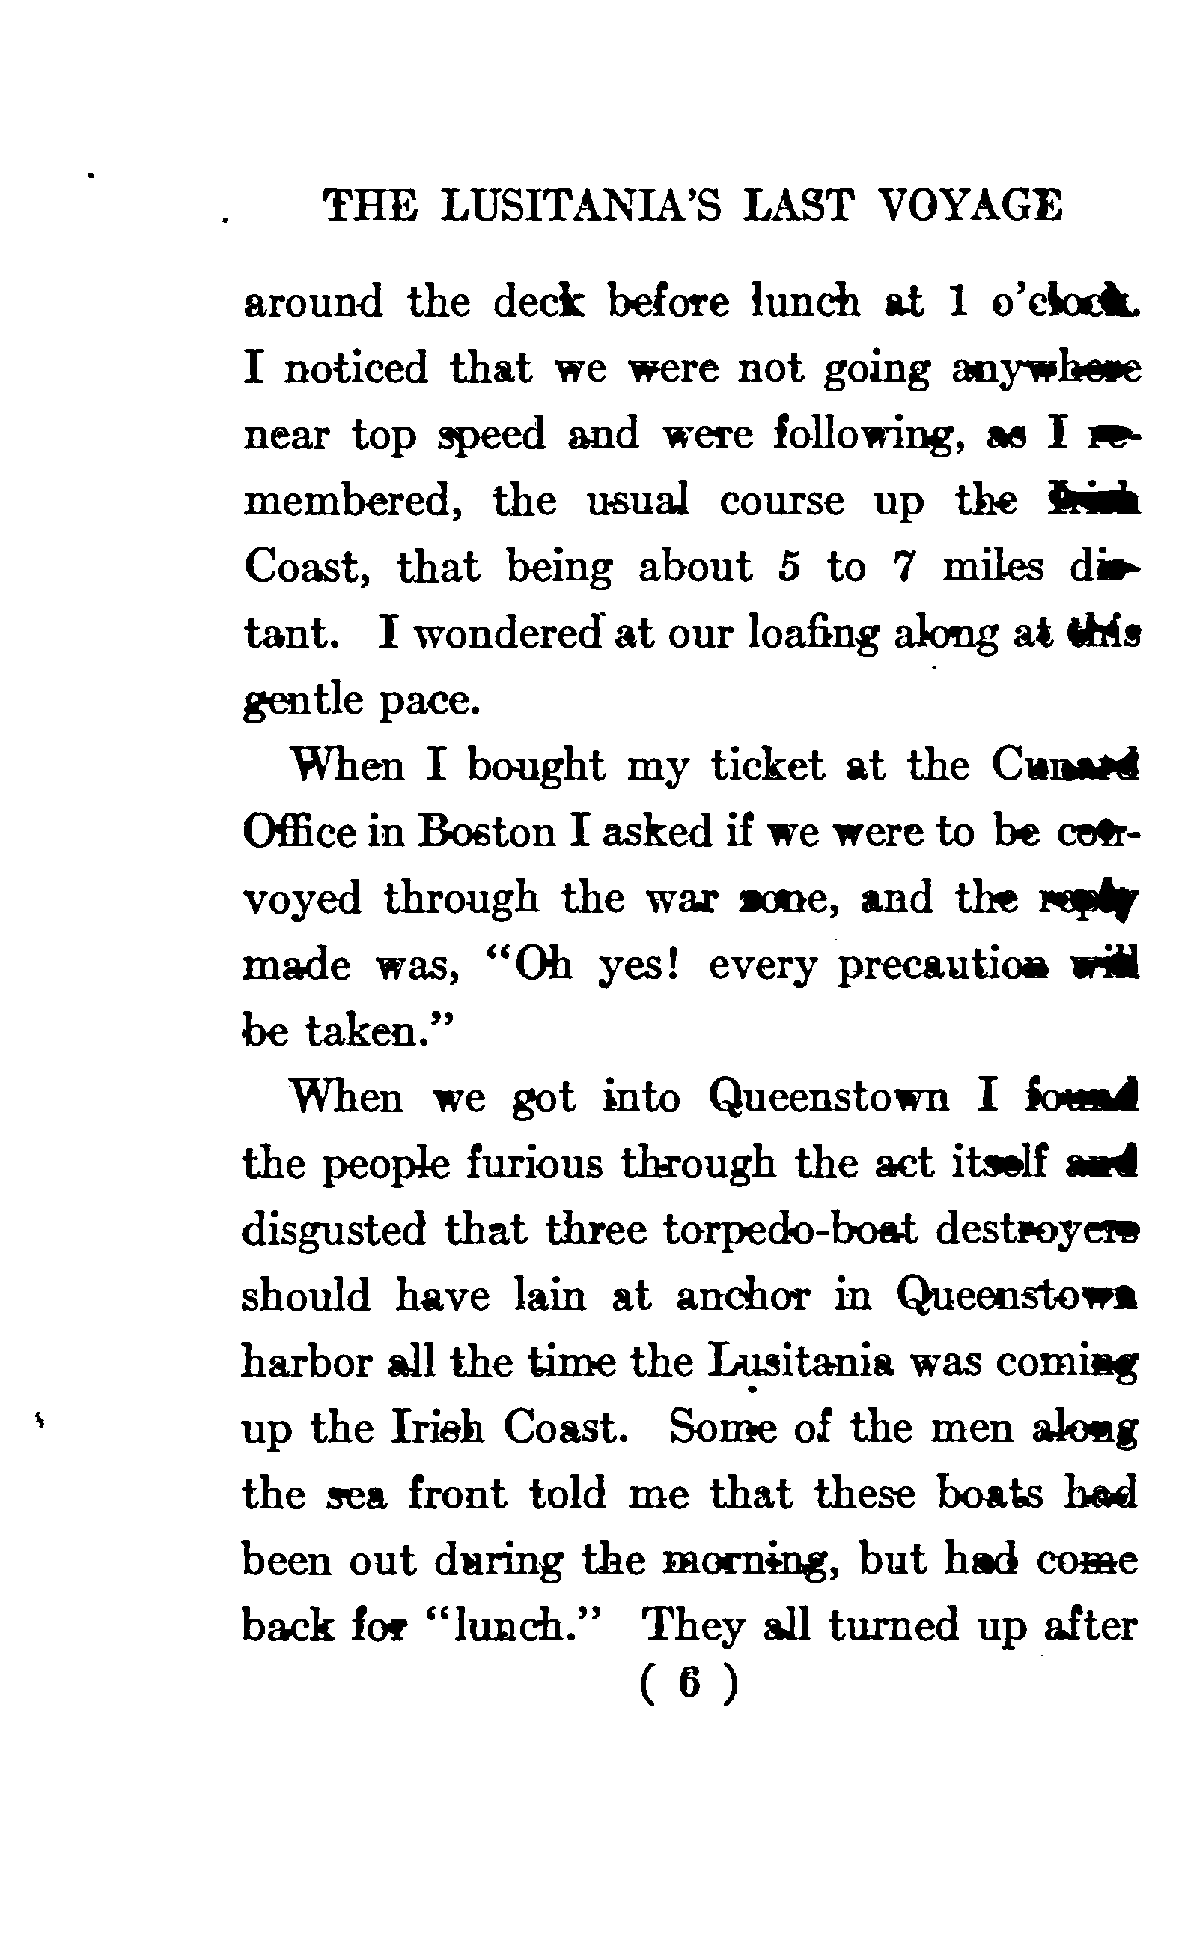 THE LUSITANIA'S LAST VOYAGE
around the deck before lunch at 1 o'clock.
I noticed that we were not going anywhere
near top speed and were following, as I re-
membered, the usual course up the Irish
Coast, that being about 5 to 7 miles dis-
tant. I wondered at our loafing along at this
gentle pace.
When I bought my ticket at the Cunard
Office in Boston I asked if we were to be con-
voyed through the war zone, and the reply
made was, "Oh yes! every precaution will
be taken."
When we got into Queenstown I found
the people furious through the act itself and
disgusted that three torpedo-boat destroyers
should have lain at anchor in Queenstown
harbor all the time the Lusitania was coming
up the Irish Coast. Some of the men along
the sea front told me that these boats had
been out during the morning, but had come
back for "lunch." They all turned up after
( 6 )